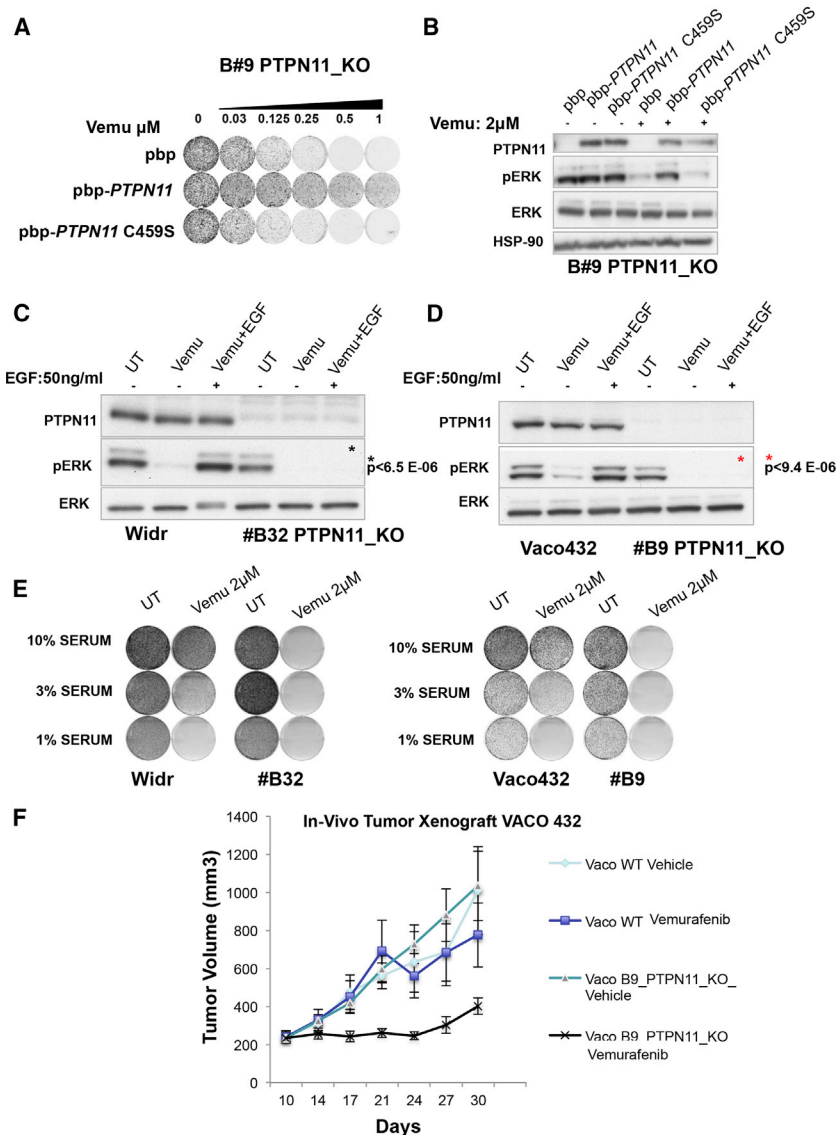 A
B#9 PTPN11_KO
Vemu µM
0 0.03 0.125 0.25 0.5 1
pbp
pbp-PTPN11
pbp-PTPN11 C459S
B
pbp pbp-PTPN11 pbp-PTPN11 C459S pbp pbp-PTPN11 pbp-PTPN11 C459S
Vemu: 2µM - - - + + +
PTPN11
pERK
ERK
HSP-90
B#9 PTPN11_KO
C
UT Vemu Vemu+EGF UT Vemu Vemu+EGF
EGF:50ng/ml - - + - - +
PTPN11
pERK * *
p<6.5 E-06
ERK
Widr #B32 PTPN11_KO
D
UT Vemu Vemu+EGF UT Vemu Vemu+EGF
EGF:50ng/ml - - + - - +
PTPN11
pERK * *
p<9.4 E-06
ERK
Vaco432 #B9 PTPN11_KO
E
UT Vemu 2µM UT Vemu 2µM
10% SERUM
3% SERUM
1% SERUM
Widr #B32
UT Vemu 2µM UT Vemu 2µM
10% SERUM
3% SERUM
1% SERUM
Vaco432 #B9
F
In-Vivo Tumor Xenograft VACO 432
Tumor Volume (mm3)
1400
1200
1000
800
600
400
200
0
10 14 17 21 24 27 30
Days
Vaco WT Vehicle
Vaco WT Vemurafenib
Vaco B9_PTPN11_KO_
Vehicle
Vaco B9_PTPN11_KO
Vemurafenib